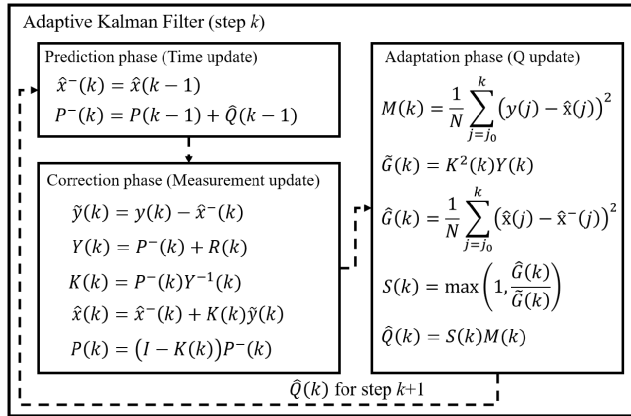 Adaptive Kalman Filter (step k)
Prediction phase (Time update)
x̂⁻(k) = x̂(k − 1)
P⁻(k) = P(k − 1) + Q̂(k − 1)
Correction phase (Measurement update)
ỹ(k) = y(k) − x̂⁻(k)
Y(k) = P⁻(k) + R(k)
K(k) = P⁻(k)Y⁻¹(k)
x̂(k) = x̂⁻(k) + K(k)ỹ(k)
P(k) = (I − K(k))P⁻(k)
Adaptation phase (Q update)
M(k) = 1/N ∑_{j=j₀}^{k} (y(j) − x̂(j))²
G̃(k) = K²(k)Y(k)
Ĝ(k) = 1/N ∑_{j=j₀}^{k} (x̂(j) − x̂⁻(j))²
S(k) = max(1, Ĝ(k)/G̃(k))
Q̂(k) = S(k)M(k)
Q̂(k) for step k+1